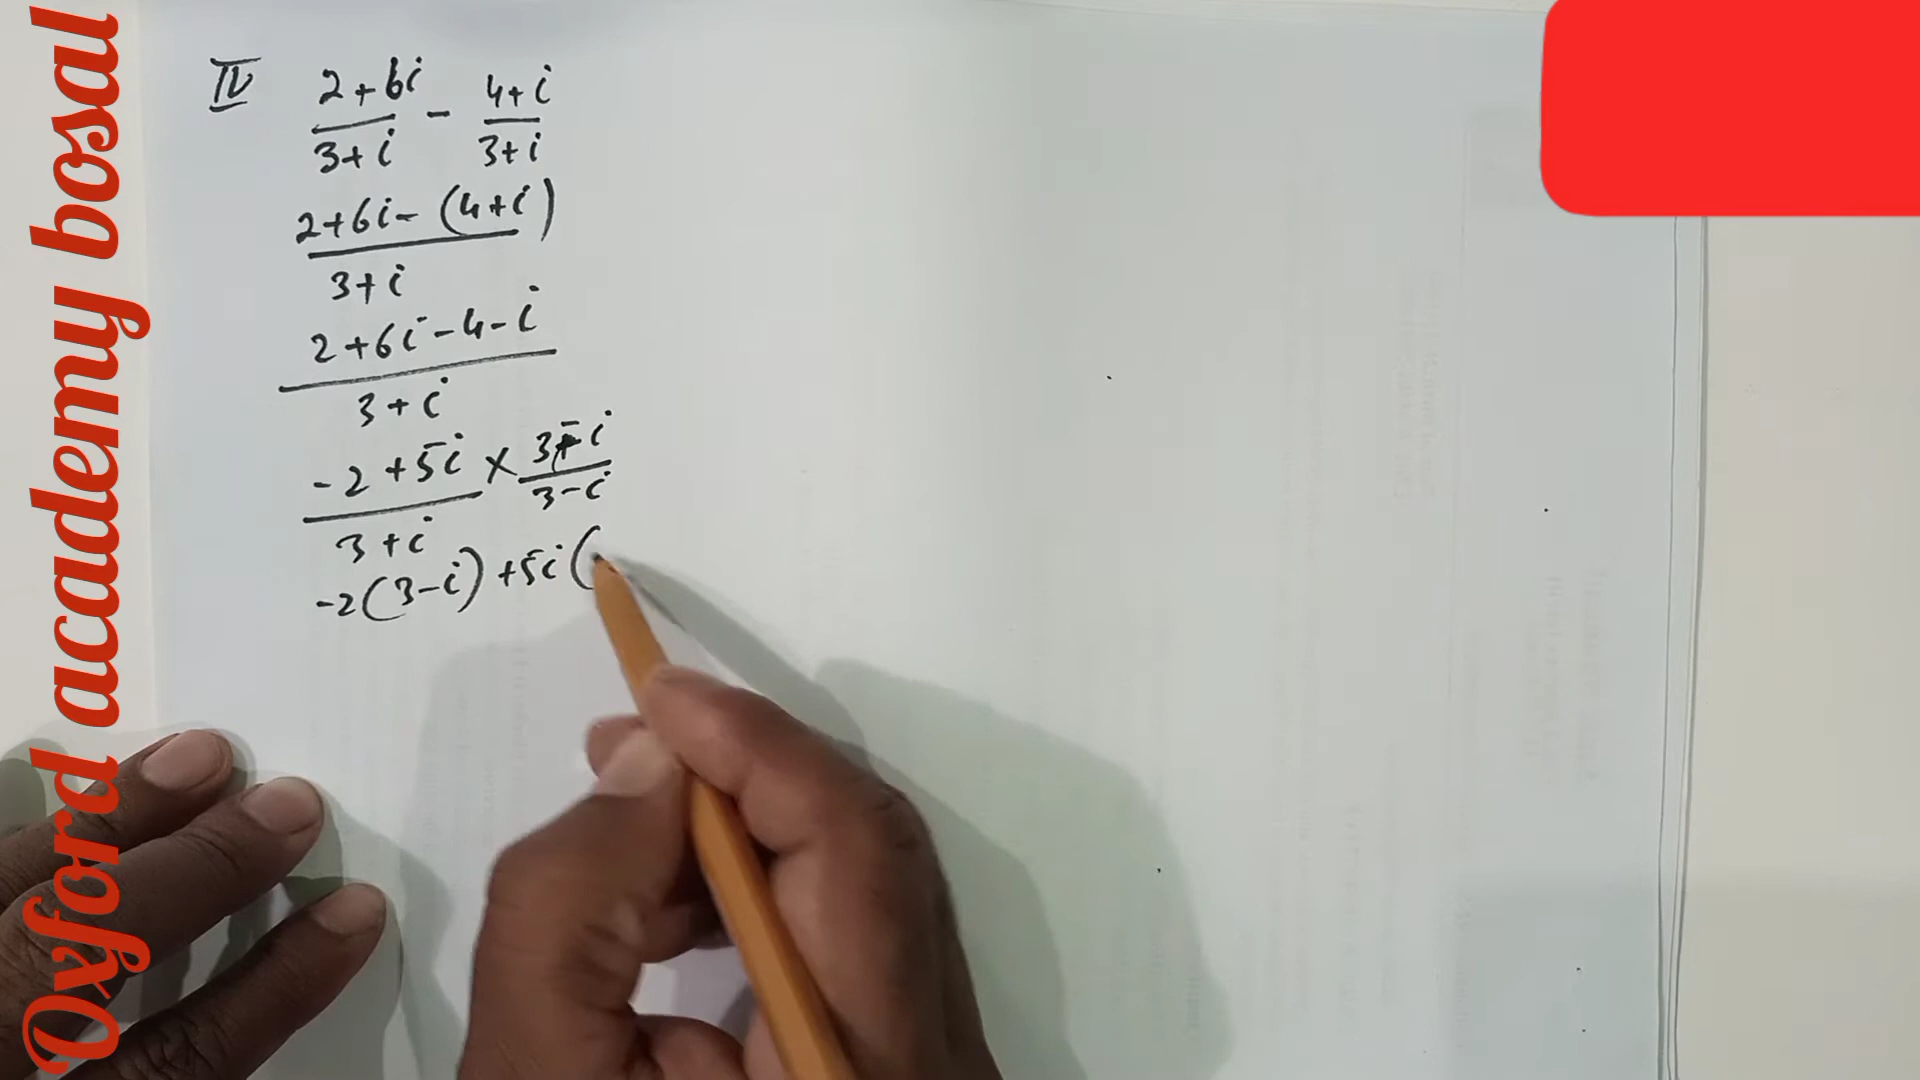 Oxford academy bosal
IV 2+6i/3+i - 4+i/3+i
2+6i-(4+i)/3+i
2+6i-4-i/3+i
-2+5i/3+i × 3-i/3-i
-2(3-i)+5i(